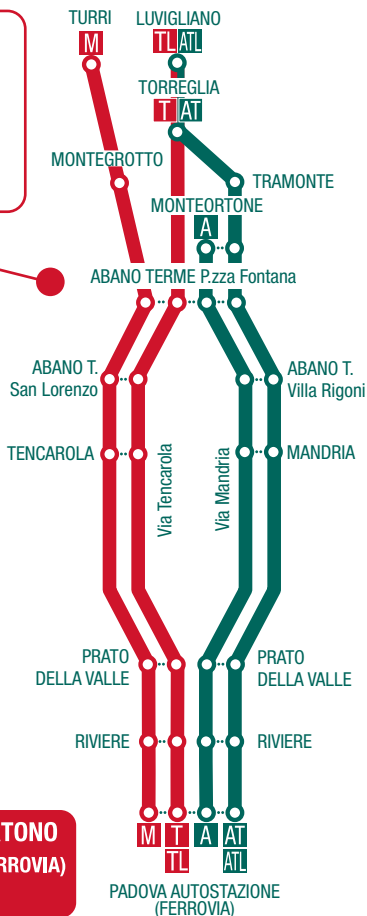 TURRI
LUVIGLIANO
M
TL ATL
TORREGLIA
T AT
MONTEGROTTO
TRAMONTE
MONTEORTONE
A
ABANO TERME P.zza Fontana
ABANO T.
San Lorenzo
ABANO T.
Villa Rigoni
TENCAROLA
Via Tencarola
Via Mandria
MANDRIA
PRATO
DELLA VALLE
PRATO
DELLA VALLE
RIVIERE
RIVIERE
M T A AT
TL ATL
PADOVA AUTOSTAZIONE
(FERROVIA)